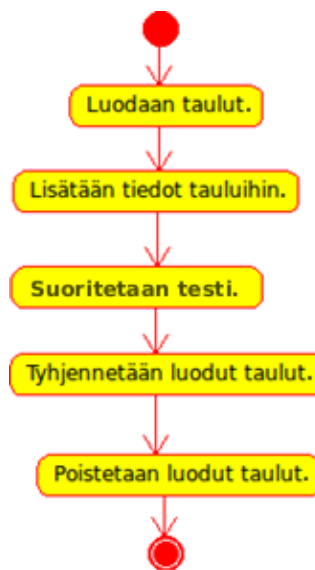 Luodaan taulut.
Lisätään tiedot tauluihin.
Suoritetaan testi.
Tyhjennetään luodut taulut.
Poistetaan luodut taulut.